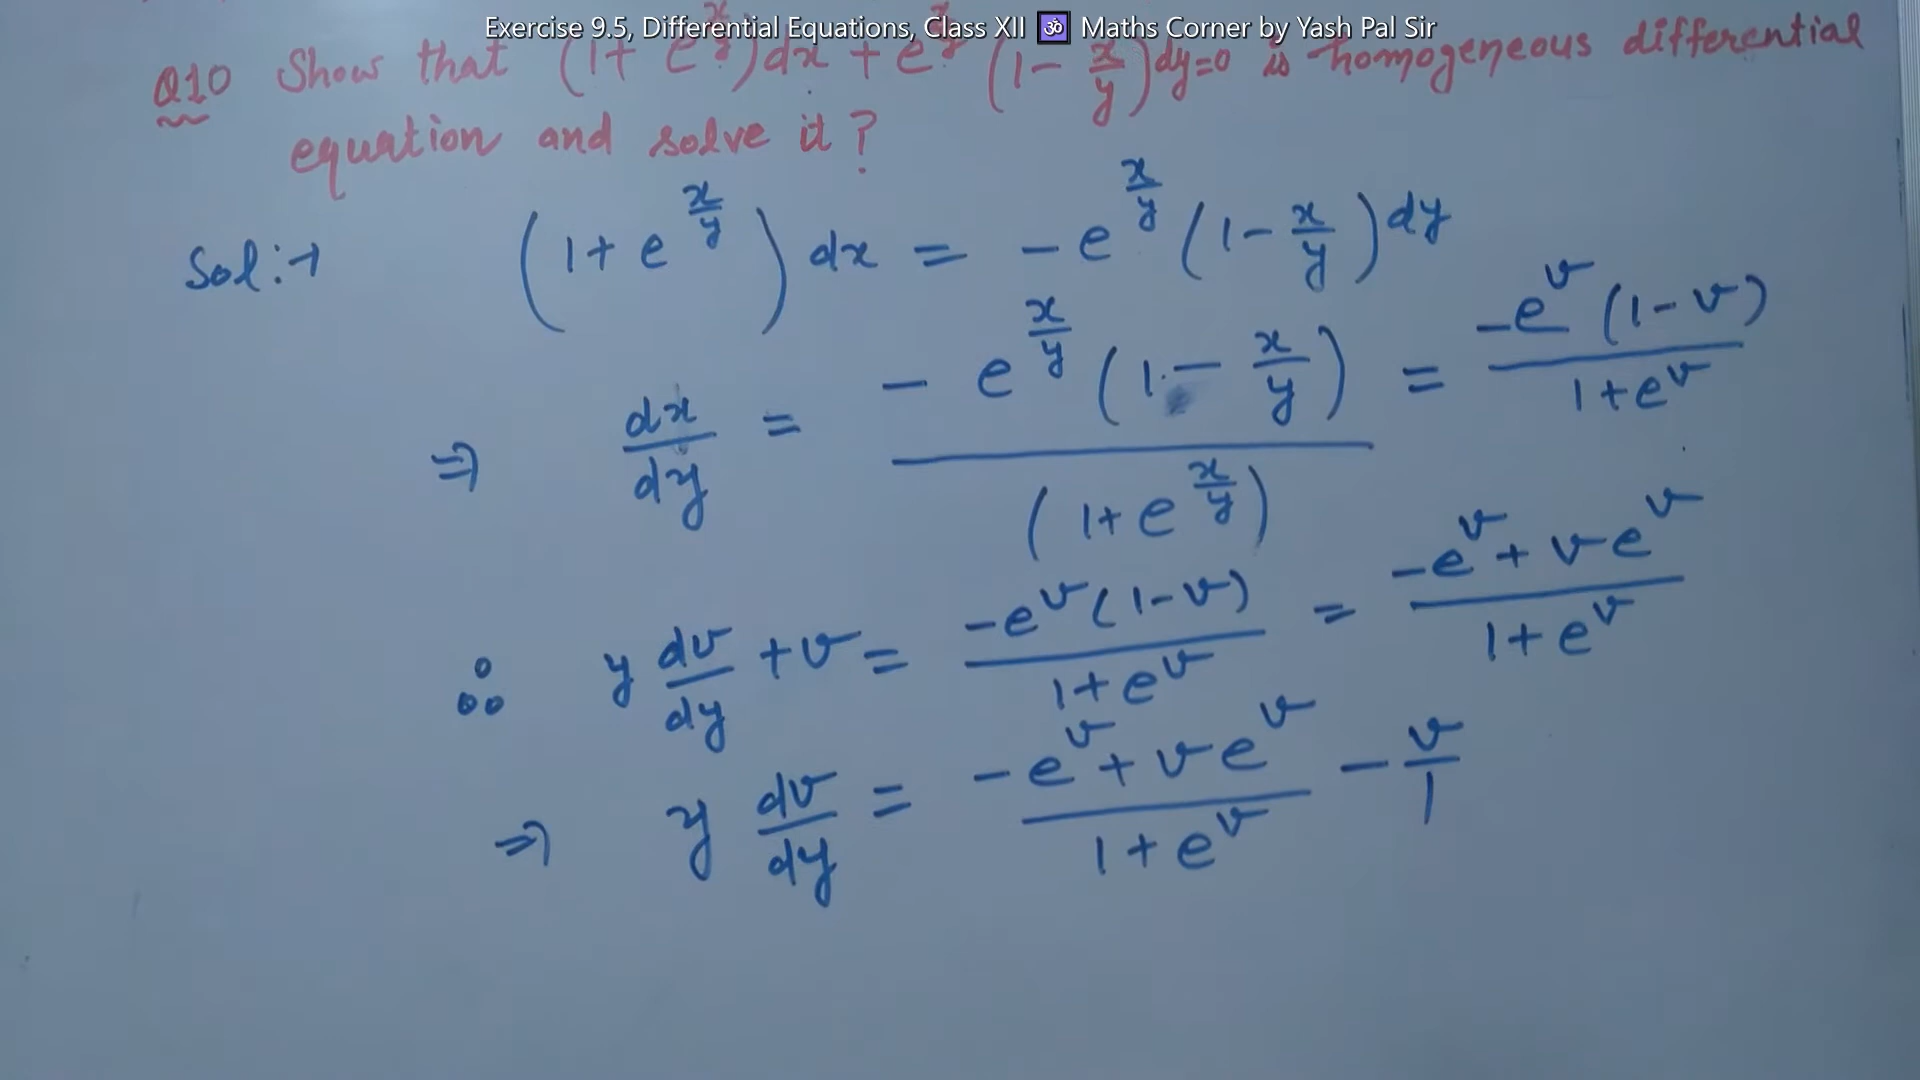 Exercise 9.5, Differential Equations, Class XII 🕉 Maths Corner by Yash Pal Sir
Q10 Show that (1+ e^(x/y))dx + e^(x/y) (1- x/y)dy=0 is homogeneous differential
equation and solve it?
Sol:→ (1+e^(x/y)) dx = -e^(x/y) (1- x/y) dy
⇒ dx/dy = - e^(x/y) (1- x/y) / (1+e^(x/y)) = -e^v (1-v) / 1+e^v
∴ y dv/dy +v = -e^v(1-v) / 1+e^v = -e^v + ve^v / 1+e^v
⇒ y dv/dy = -e^v + ve^v / 1+e^v - v/1